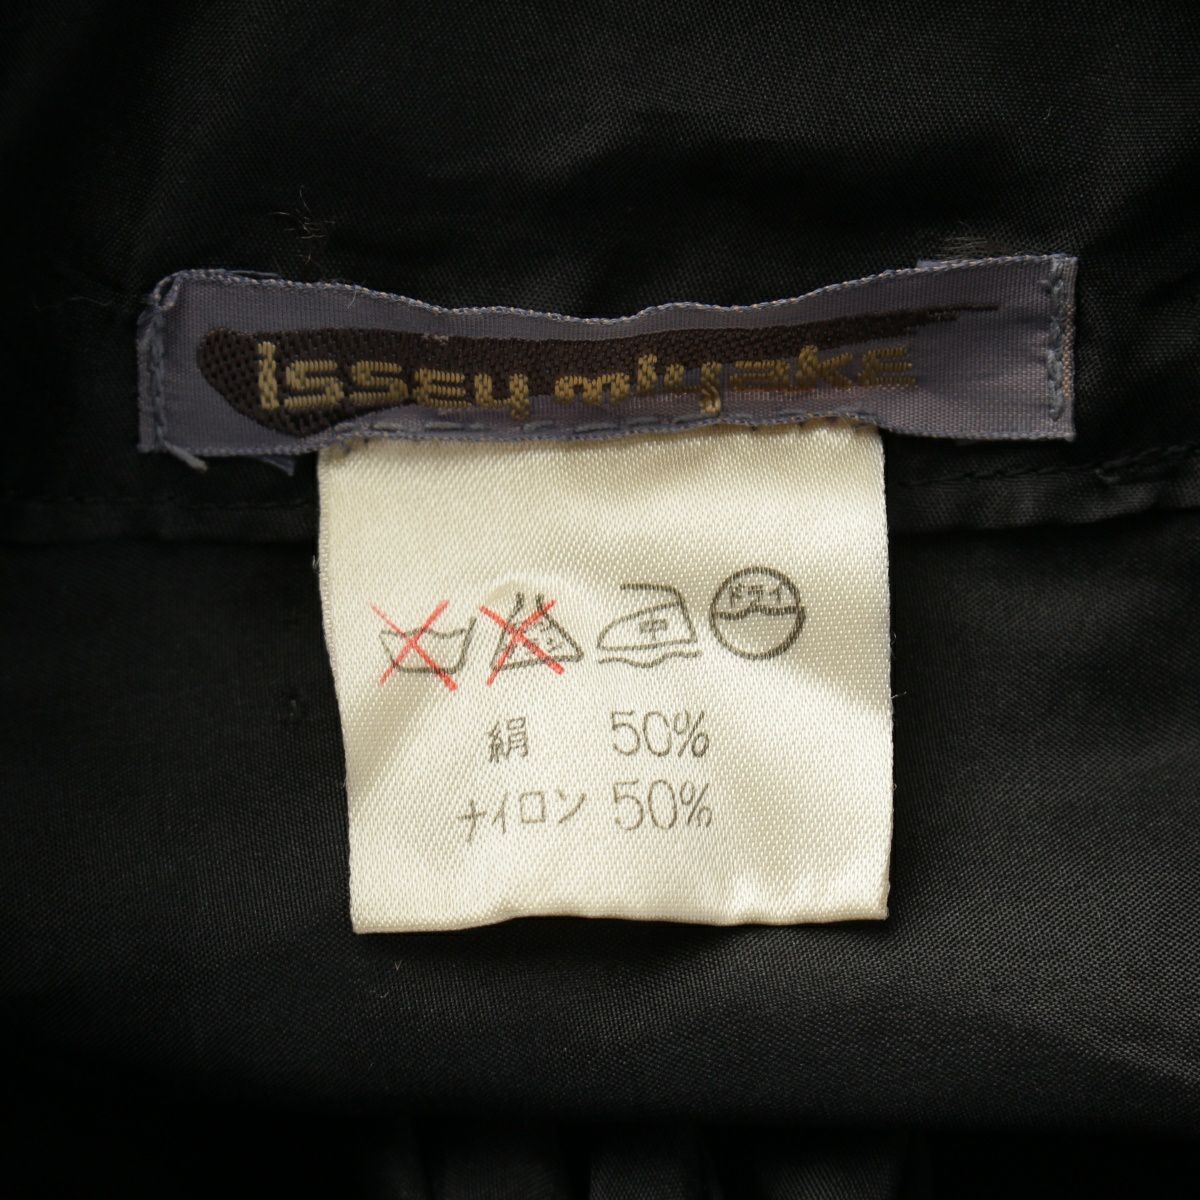 issey miyake
中 ドライ
絹 50%
ナイロン 50%